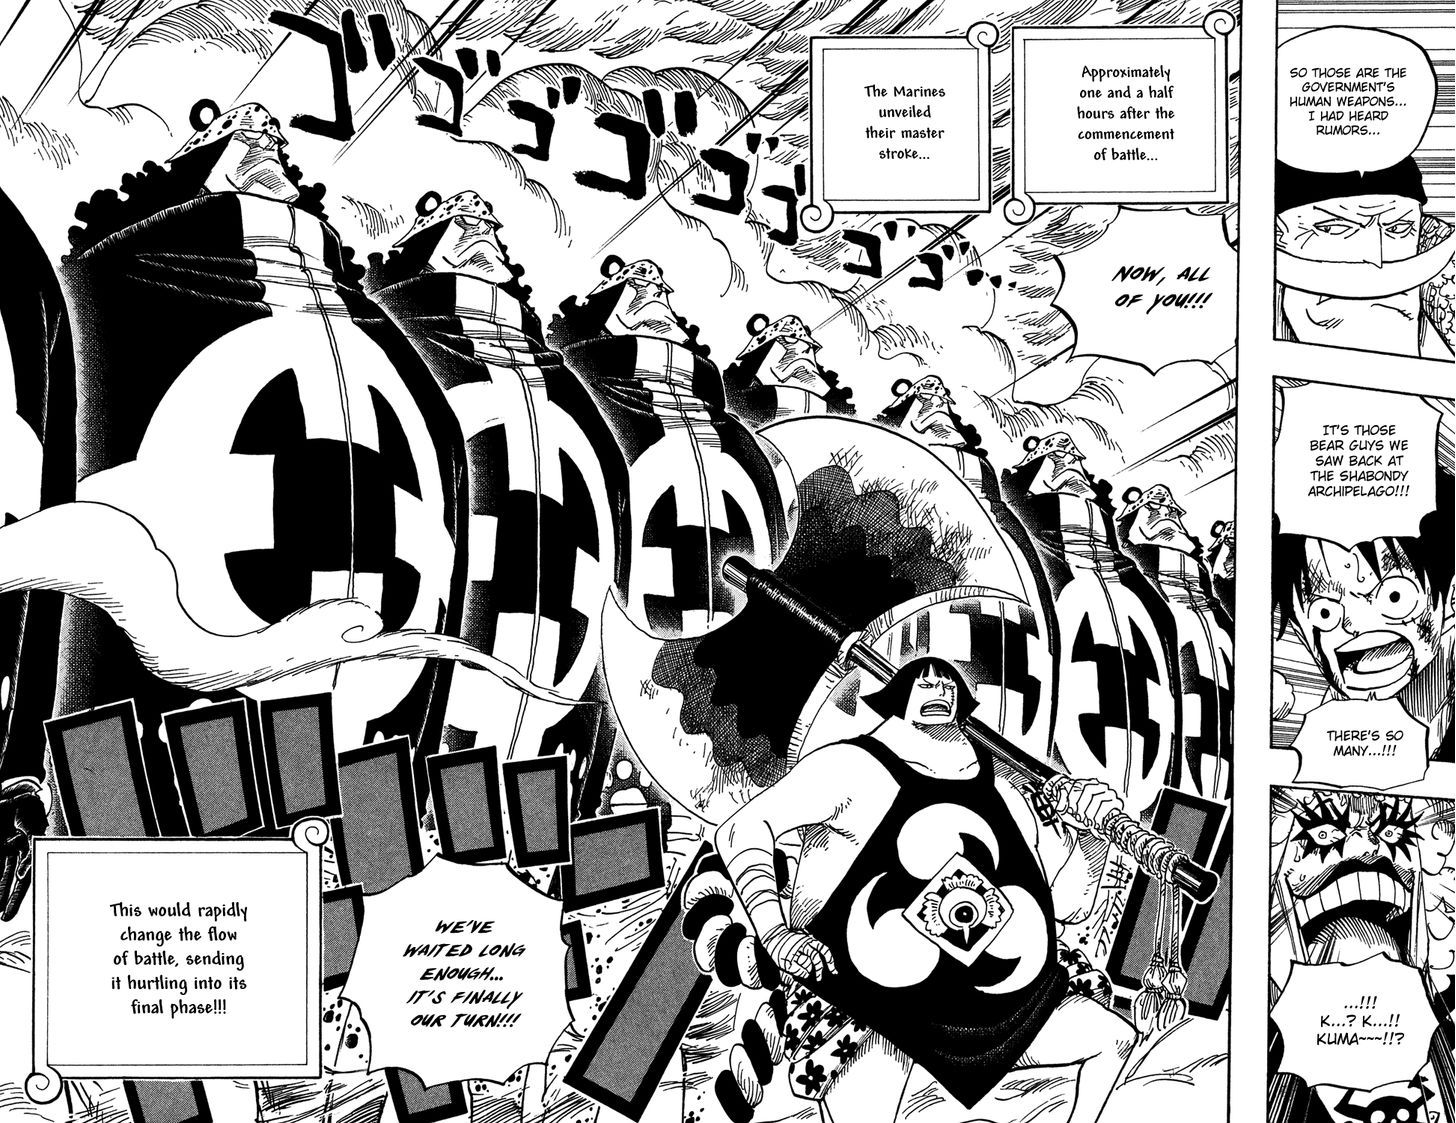 SO THOSE ARE THE
GOVERNMENT'S
HUMAN WEAPONS...
I HAD HEARD
RUMORS...
IT'S THOSE
BEAR GUYS WE
SAW BACK AT
THE SHABONDY
ARCHIPELAGO!!!
THERE'S SO
MANY...!!!
...!!!
K...? K...!!
KUMA~~~!!?
Approximately
one and a half
hours after the
commencement
of battle...
The Marines
unveiled
their master
stroke...
NOW, ALL
OF YOU!!!
ゴゴゴゴゴゴゴゴゴ
WE'VE
WAITED LONG
ENOUGH...
IT'S FINALLY
OUR TURN!!!
This would rapidly
change the flow
of battle, sending
it hurtling into its
final phase!!!